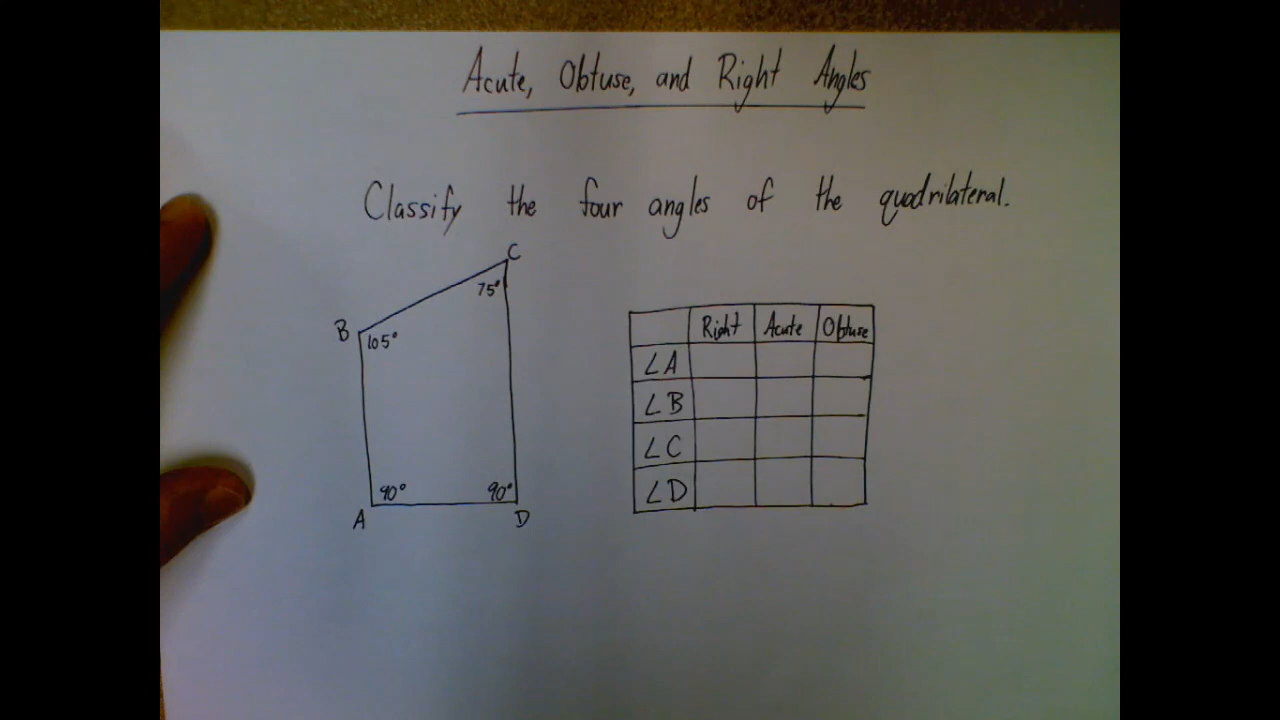 Acute, Obtuse, and Right Angles
Classify the four angles of the quadrilateral.
C
75°
B
105°
90°
90°
A
D
Right Acute Obtuse
∠A
∠B
∠C
∠D